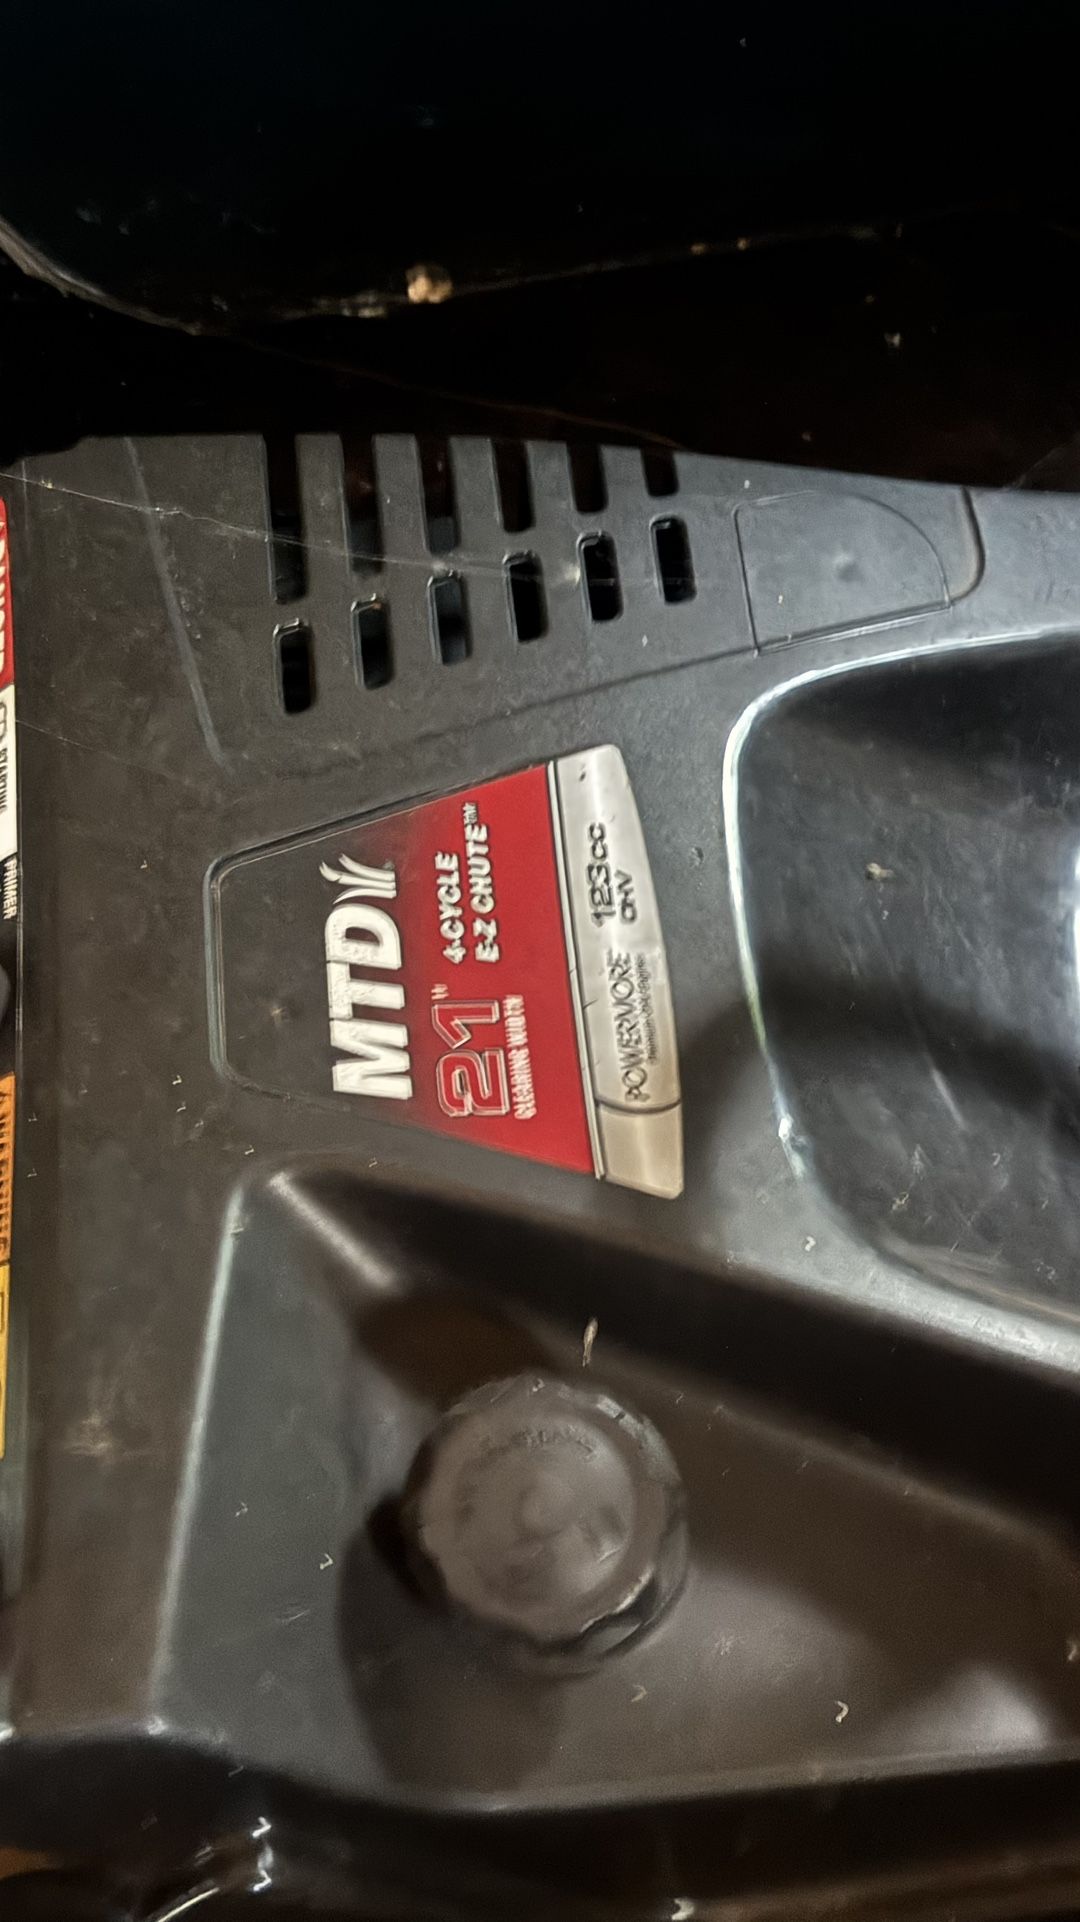 MTD
21"
CLEARING WIDTH
4-CYCLE
E-Z CHUTE™
POWERMORE
123cc
OHV
PRIMER